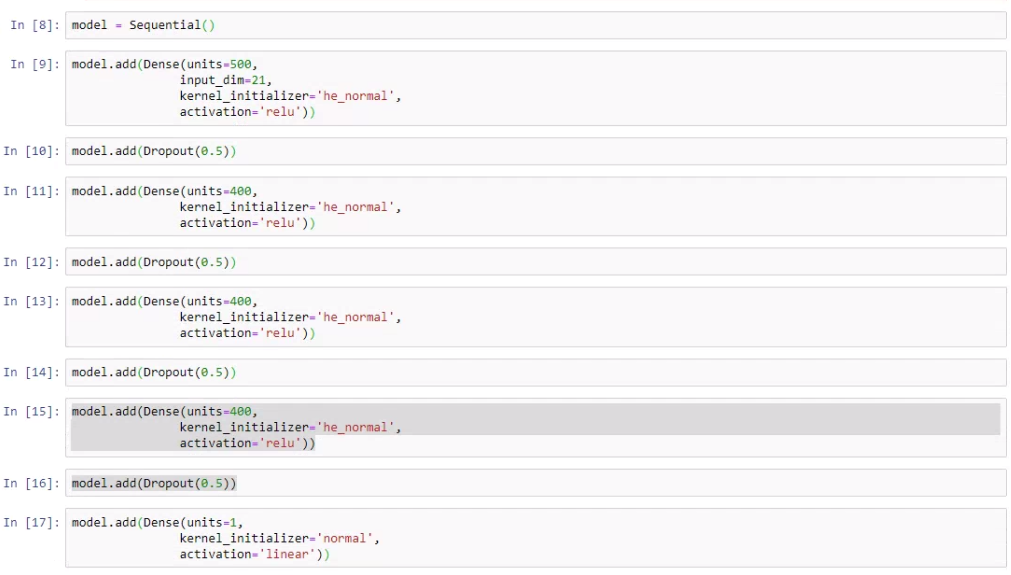 In [8]: model = Sequential()
In [9]: model.add(Dense(units=500,
input_dim=21,
kernel_initializer='he_normal',
activation='relu'))
In [10]: model.add(Dropout(0.5))
In [11]: model.add(Dense(units=400,
kernel_initializer='he_normal',
activation='relu'))
In [12]: model.add(Dropout(0.5))
In [13]: model.add(Dense(units=400,
kernel_initializer='he_normal',
activation='relu'))
In [14]: model.add(Dropout(0.5))
In [15]: model.add(Dense(units=400,
kernel_initializer='he_normal',
activation='relu'))
In [16]: model.add(Dropout(0.5))
In [17]: model.add(Dense(units=1,
kernel_initializer='normal',
activation='linear'))